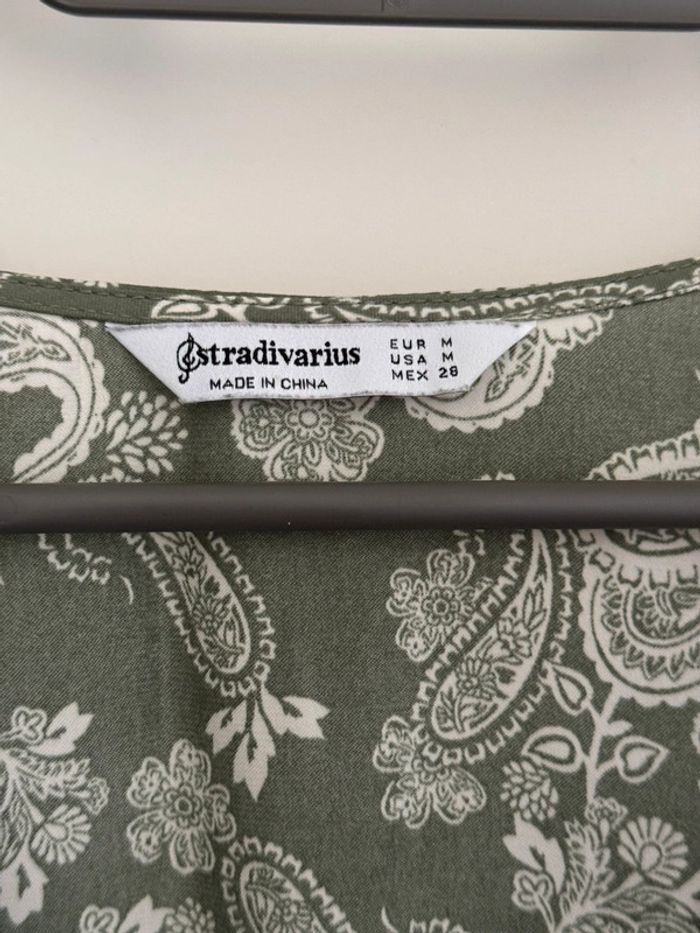 stradivarius
MADE IN CHINA
EUR M
USA M
MEX 28